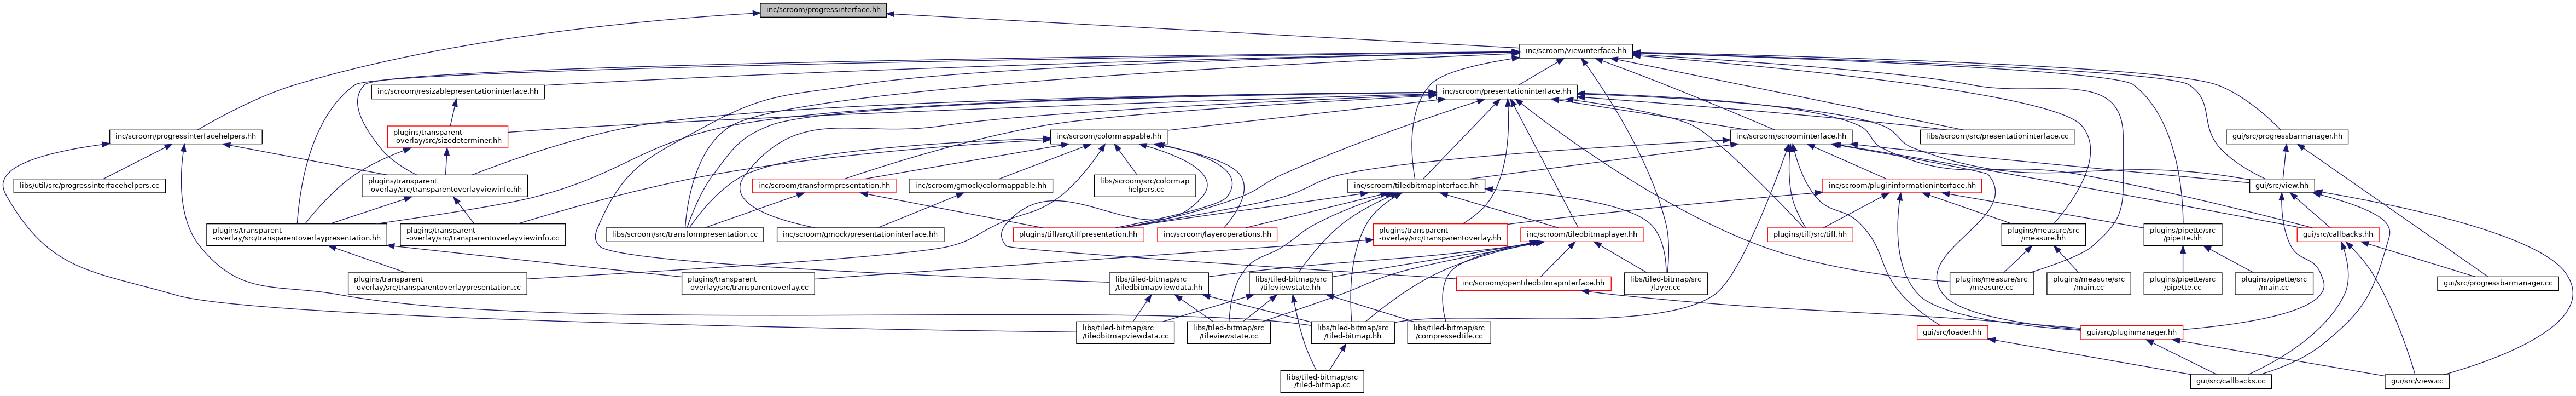 inc/scroom/progressinterface.hh
inc/scroom/viewinterface.hh
inc/scroom/resizablepresentationinterface.hh
inc/scroom/presentationinterface.hh
inc/scroom/progressinterfacehelpers.hh
plugins/transparent
-overlay/src/sizedeterminer.hh
inc/scroom/colormappable.hh
inc/scroom/scroominterface.hh
libs/scroom/src/presentationinterface.cc
gui/src/progressbarmanager.hh
libs/util/src/progressinterfacehelpers.cc
plugins/transparent
-overlay/src/transparentoverlayviewinfo.hh
inc/scroom/transformpresentation.hh
inc/scroom/gmock/colormappable.hh
libs/scroom/src/colormap
-helpers.cc
inc/scroom/tiledbitmapinterface.hh
inc/scroom/plugininformationinterface.hh
gui/src/view.hh
plugins/transparent
-overlay/src/transparentoverlaypresentation.hh
plugins/transparent
-overlay/src/transparentoverlayviewinfo.cc
libs/scroom/src/transformpresentation.cc
inc/scroom/gmock/presentationinterface.hh
plugins/tiff/src/tiffpresentation.hh
inc/scroom/layeroperations.hh
plugins/transparent
-overlay/src/transparentoverlay.hh
inc/scroom/tiledbitmaplayer.hh
plugins/tiff/src/tiff.hh
plugins/measure/src
/measure.hh
plugins/pipette/src
/pipette.hh
gui/src/callbacks.hh
plugins/transparent
-overlay/src/transparentoverlaypresentation.cc
plugins/transparent
-overlay/src/transparentoverlay.cc
libs/tiled-bitmap/src
/tiledbitmapviewdata.hh
libs/tiled-bitmap/src
/tileviewstate.hh
inc/scroom/opentiledbitmapinterface.hh
libs/tiled-bitmap/src
/layer.cc
plugins/measure/src
/measure.cc
plugins/measure/src
/main.cc
plugins/pipette/src
/pipette.cc
plugins/pipette/src
/main.cc
gui/src/progressbarmanager.cc
libs/tiled-bitmap/src
/tiledbitmapviewdata.cc
libs/tiled-bitmap/src
/tileviewstate.cc
libs/tiled-bitmap/src
/tiled-bitmap.hh
libs/tiled-bitmap/src
/compressedtile.cc
gui/src/loader.hh
gui/src/pluginmanager.hh
libs/tiled-bitmap/src
/tiled-bitmap.cc
gui/src/callbacks.cc
gui/src/view.cc